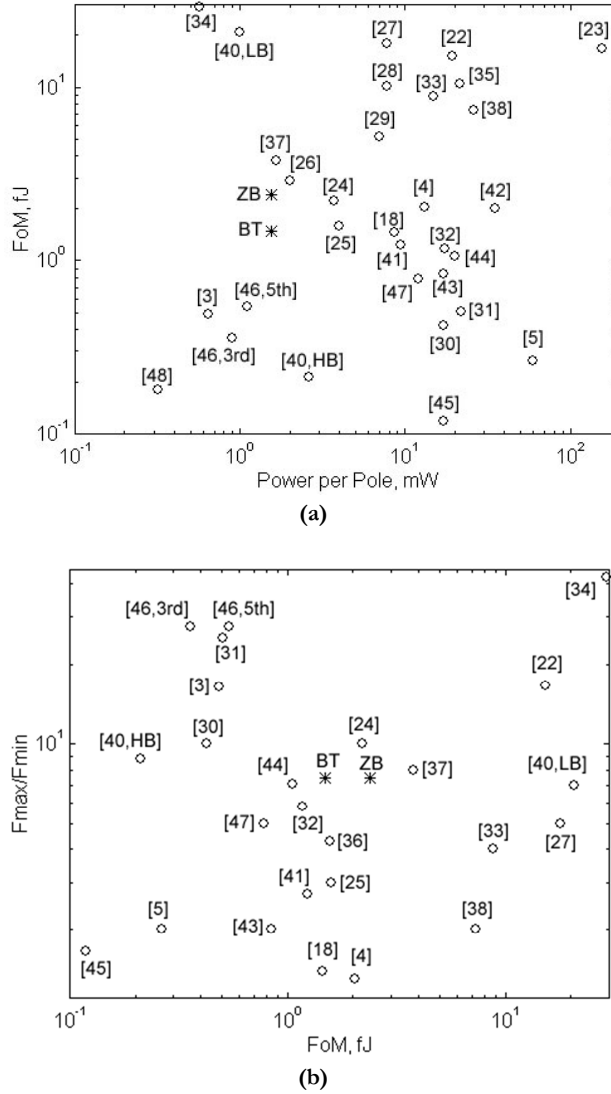 [34]
[40,LB]
[27]
[22]
[23]
[28]
[33]
[35]
[38]
[29]
[37]
[26]
ZB
[24]
[4]
[42]
BT
[25]
[18]
[32]
[41]
[44]
[47]
[43]
[3]
[46,5th]
[31]
[30]
[5]
[46,3rd]
[40,HB]
[48]
[45]
10¹
10⁰
10⁻¹
FoM, fJ
10⁻¹ 10⁰ 10¹ 10²
Power per Pole, mW
(a)
[34]
[46,3rd] [46,5th]
[31]
[3]
[22]
[30]
[24]
[40,HB]
BT ZB
[44]
[37]
[40,LB]
[47]
[32]
[36]
[33]
[27]
[41]
[25]
[5]
[43]
[38]
[45]
[18]
[4]
10¹
Fmax/Fmin
10⁻¹ 10⁰ 10¹
FoM, fJ
(b)